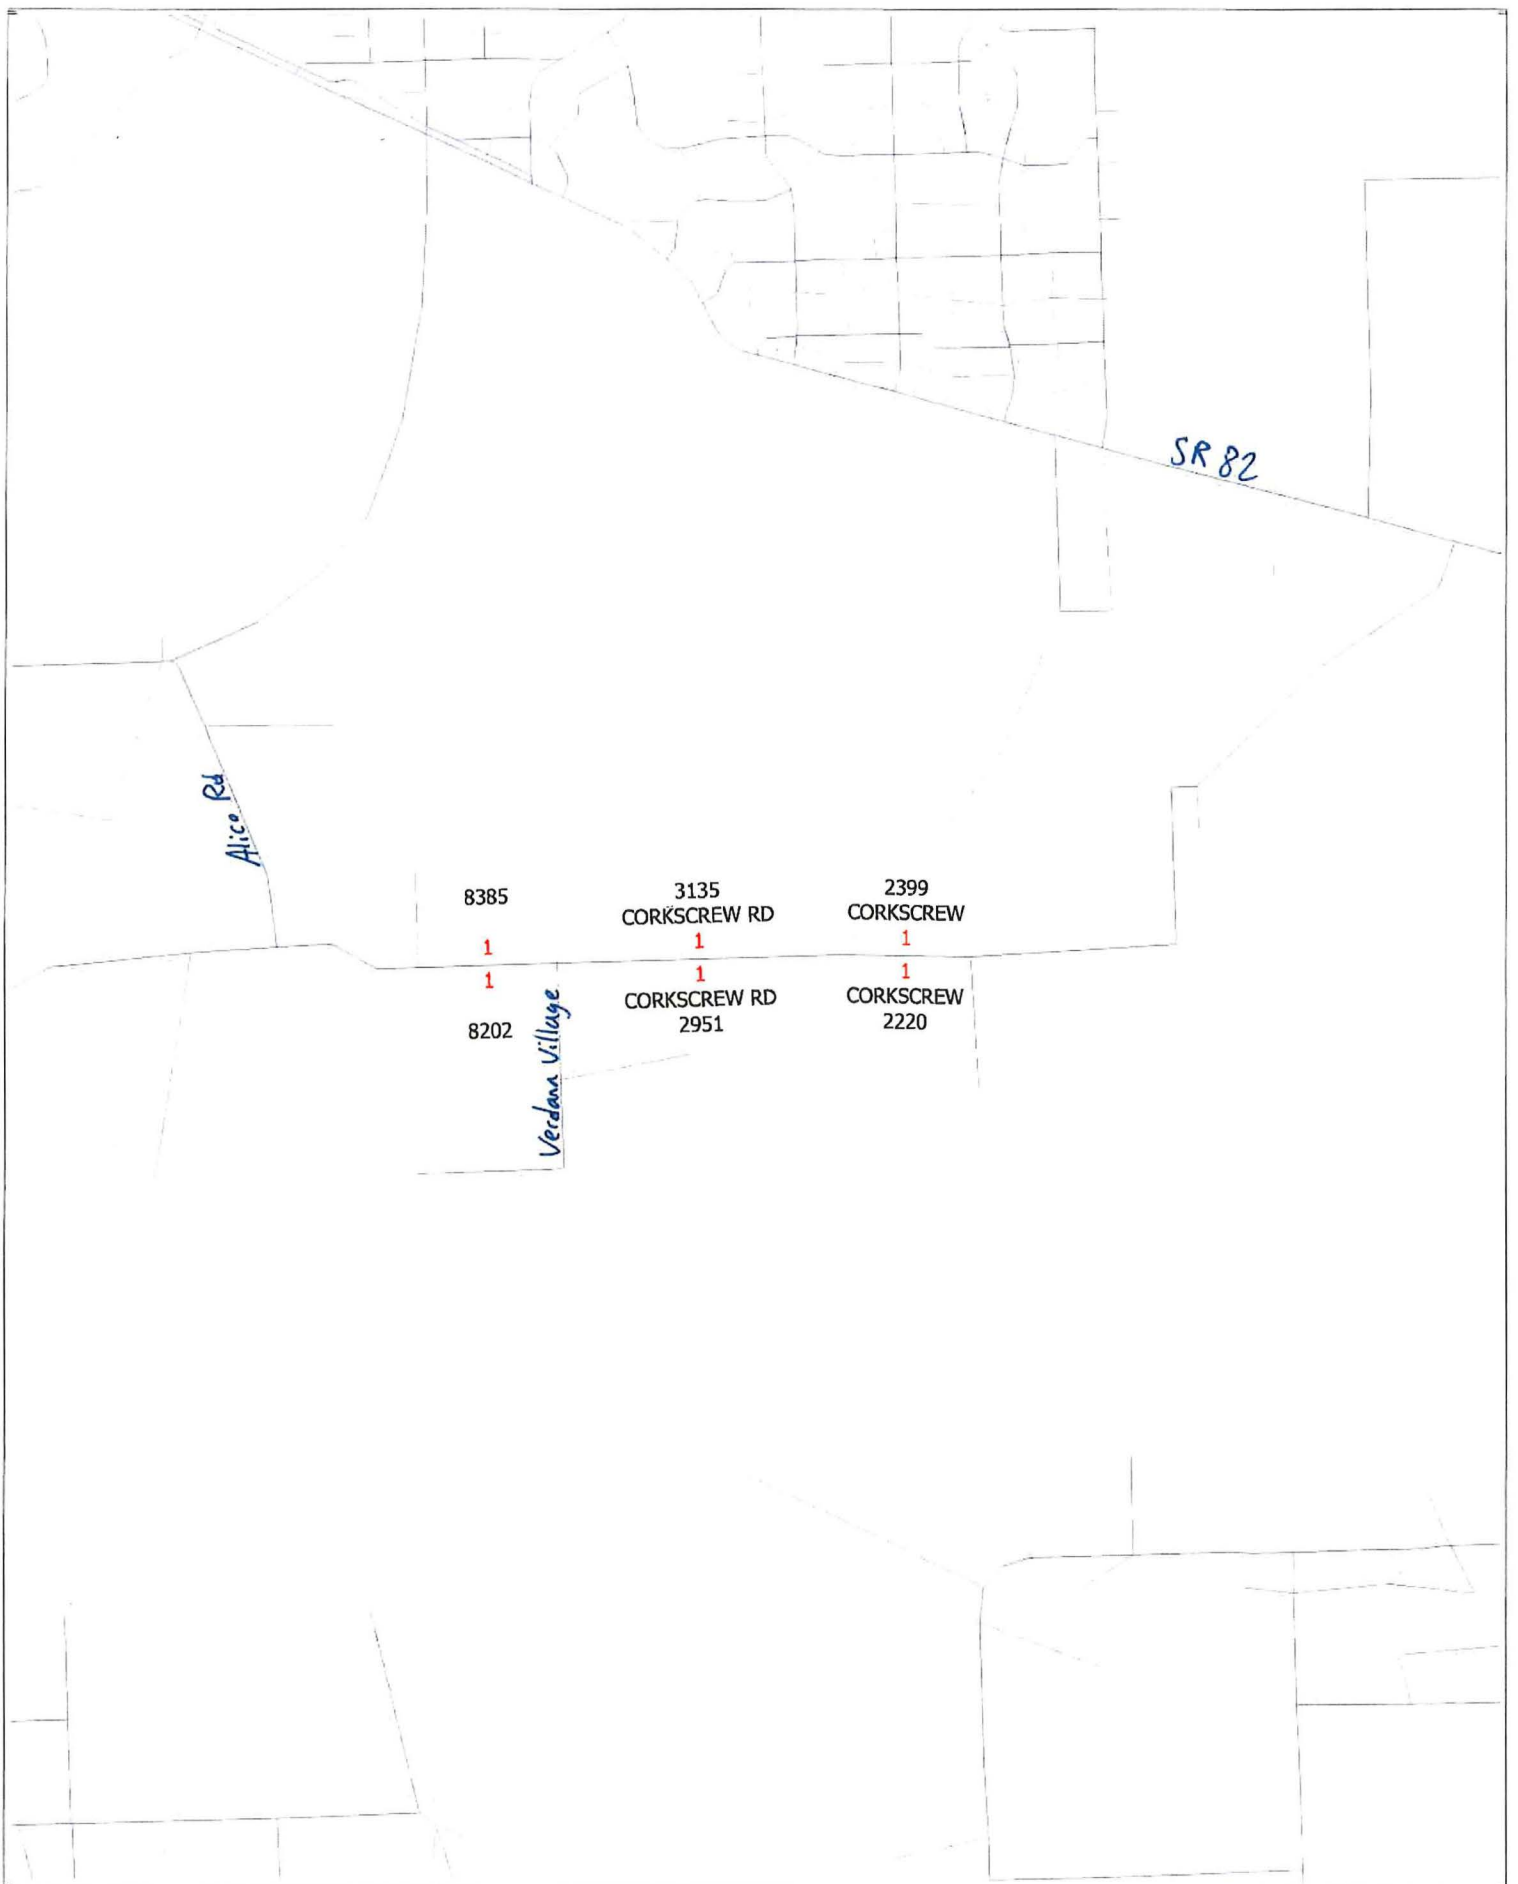 SR 82
Alico Rd
8385
3135
CORKSCREW RD
2399
CORKSCREW
1
1
1
1
1
1
8202
CORKSCREW RD
2951
CORKSCREW
2220
Verdana Village